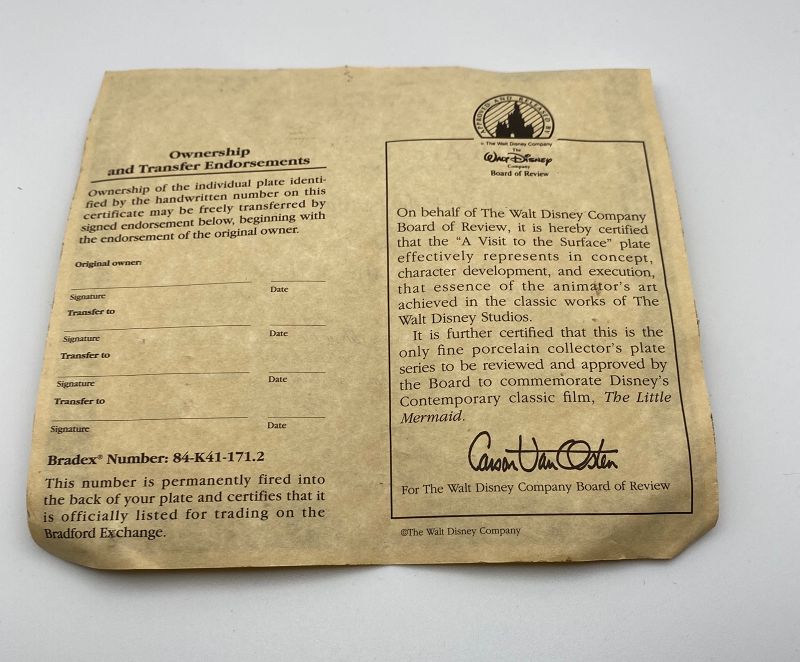 Ownership
and Transfer Endorsements
Ownership of the individual plate identi-
fied by the handwritten number on this
certificate may be freely transferred by
signed endorsement below, beginning with
the endorsement of the original owner.
Original owner:
Signature Date
Transfer to
Signature Date
Transfer to
Signature Date
Transfer to
Signature Date
Bradex® Number: 84-K41-171.2
This number is permanently fired into
the back of your plate and certifies that it
is officially listed for trading on the
Bradford Exchange.
APPROVED AND RELEASED BY
© The Walt Disney Company
The
Walt Disney
Company
Board of Review
On behalf of The Walt Disney Company
Board of Review, it is hereby certified
that the “A Visit to the Surface” plate
effectively represents in concept,
character development, and execution,
that essence of the animator’s art
achieved in the classic works of The
Walt Disney Studios.
It is further certified that this is the
only fine porcelain collector’s plate
series to be reviewed and approved by
the Board to commemorate Disney’s
Contemporary classic film, The Little
Mermaid.
Carson Van Osten
For The Walt Disney Company Board of Review
©The Walt Disney Company